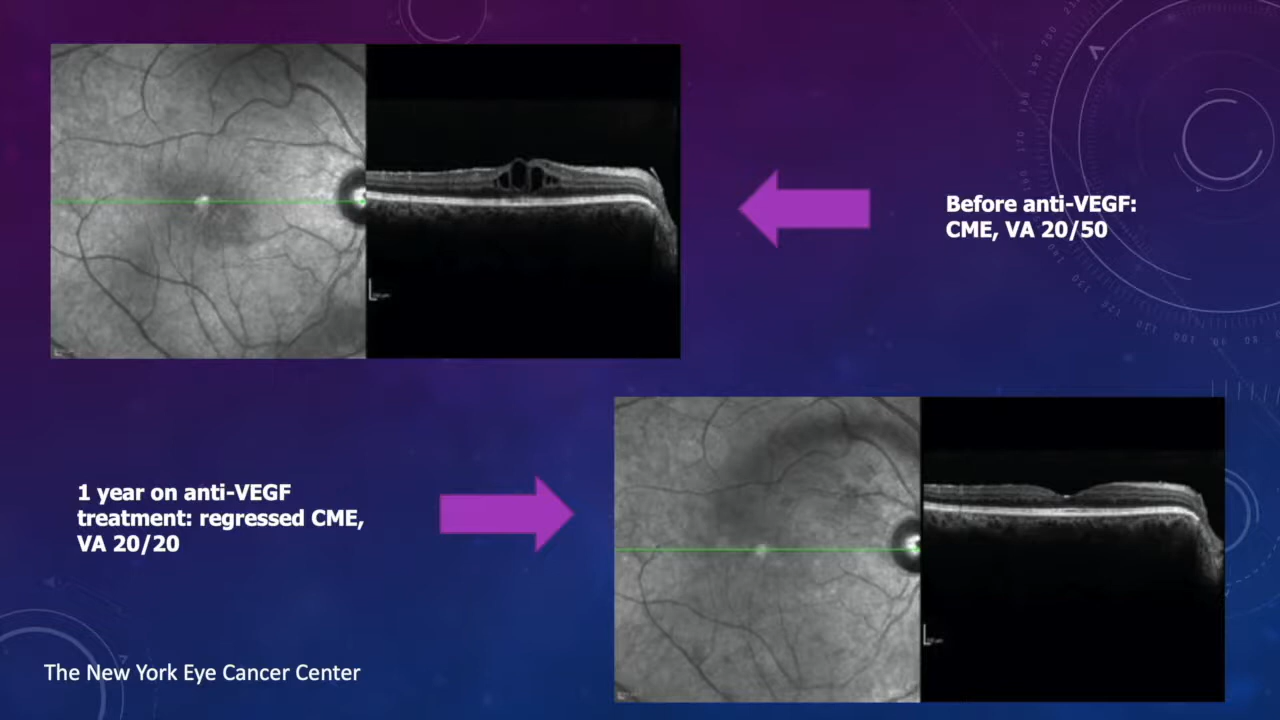 Before anti-VEGF:
CME, VA 20/50
1 year on anti-VEGF
treatment: regressed CME,
VA 20/20
The New York Eye Cancer Center